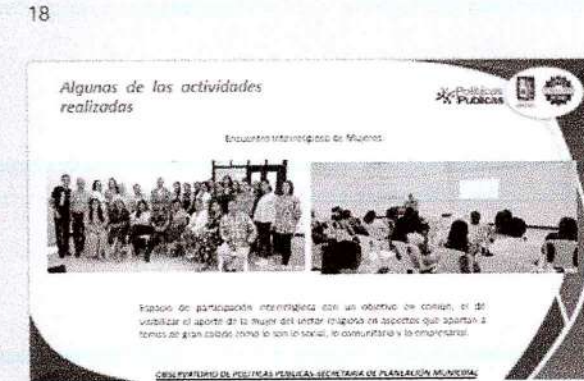 18
Algunas de las actividades
realizadas
Políticas
Públicas
Encuentro Interreligioso de Mujeres
Espacio de participación interreligiosa con un objetivo en común, el de
visibilizar el aporte de la mujer del sector religioso en aspectos que aportan a
temas de gran calado como lo son lo social, lo comunitario y lo empresarial.
OBSERVATORIO DE POLÍTICAS PÚBLICAS-SECRETARÍA DE PLANEACIÓN MUNICIPAL